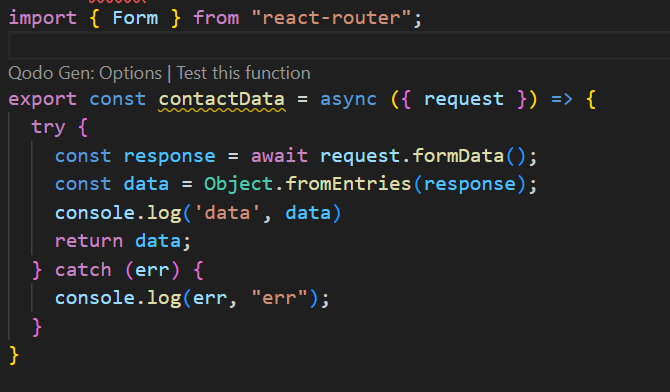 import { Form } from "react-router";
Qodo Gen: Options | Test this function
export const contactData = async ({ request }) => {
  try {
    const response = await request.formData();
    const data = Object.fromEntries(response);
    console.log('data', data)
    return data;
  } catch (err) {
    console.log(err, "err");
  }
}